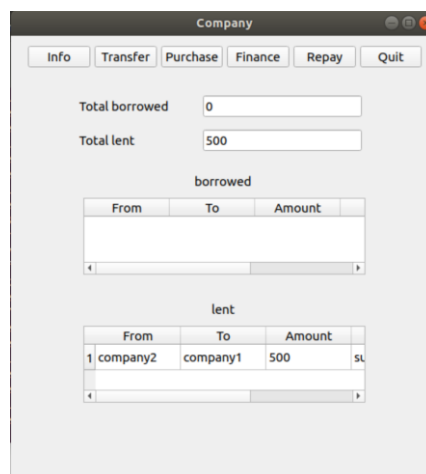 Company
Info Transfer Purchase Finance Repay Quit
Total borrowed 0
Total lent 500
borrowed
From To Amount
lent
From To Amount
1 company2 company1 500